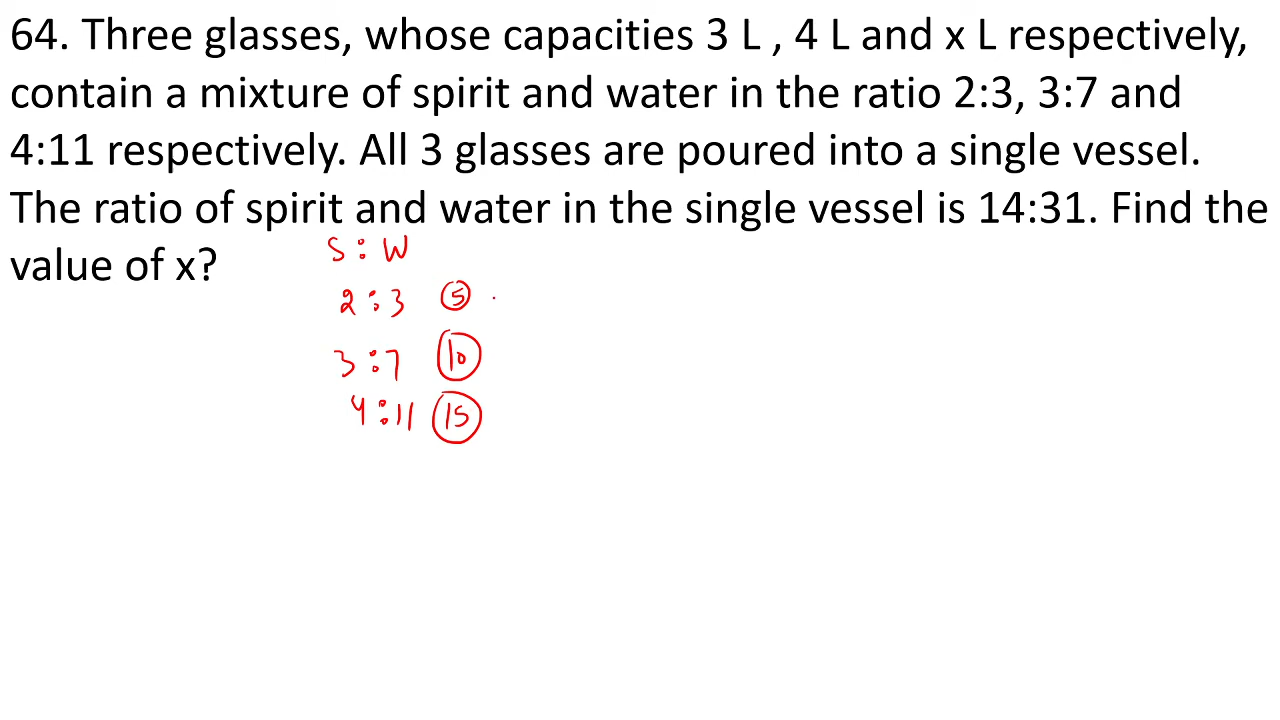 64. Three glasses, whose capacities 3 L , 4 L and x L respectively,
contain a mixture of spirit and water in the ratio 2:3, 3:7 and
4:11 respectively. All 3 glasses are poured into a single vessel.
The ratio of spirit and water in the single vessel is 14:31. Find the
value of x?
S : W
2 : 3 5
3 : 7 10
4 : 11 15